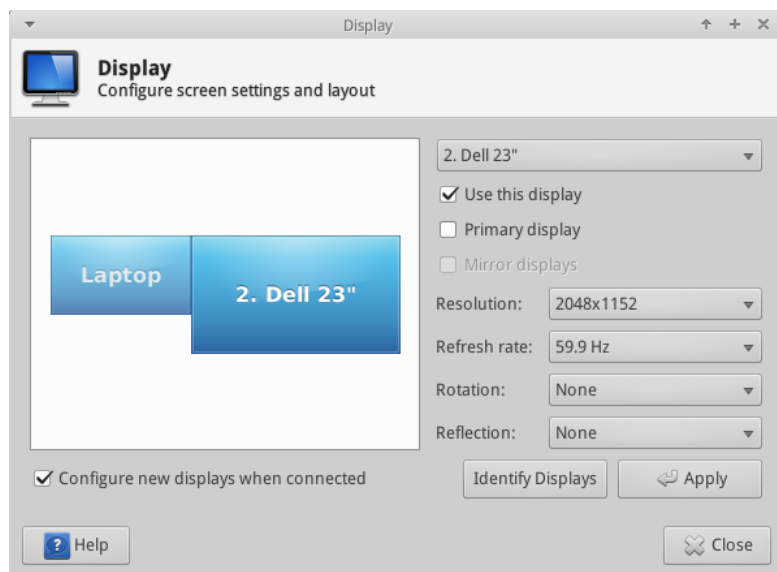 Display
Display
Configure screen settings and layout
Laptop
2. Dell 23"
2. Dell 23"
Use this display
Primary display
Mirror displays
Resolution: 2048x1152
Refresh rate: 59.9 Hz
Rotation: None
Reflection: None
Configure new displays when connected
Identify Displays
Apply
Help
Close